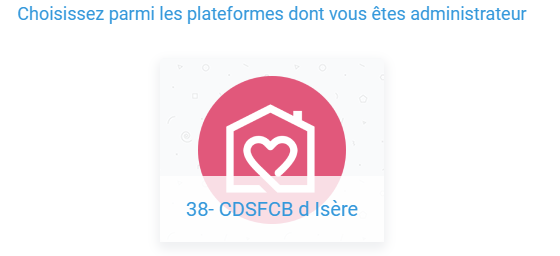 Choisissez parmi les plateformes dont vous êtes administrateur
38- CDSFCB d Isère